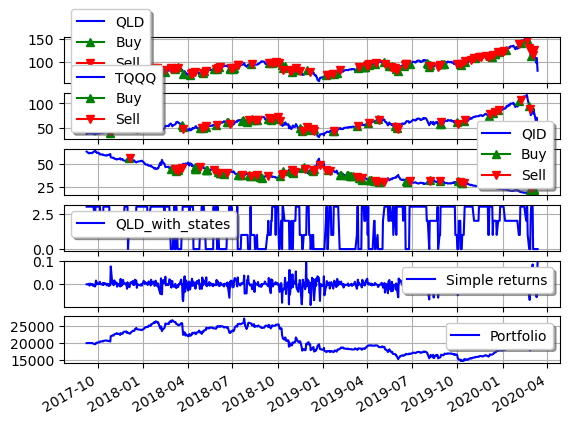 QLD
Buy
Sell
150
100
TQQQ
Buy
Sell
100
50
QID
Buy
Sell
50
25
QLD_with_states
2.5
0.0
Simple returns
0.1
0.0
Portfolio
25000
20000
15000
2017-10 2018-01 2018-04 2018-07 2018-10 2019-01 2019-04 2019-07 2019-10 2020-01 2020-04